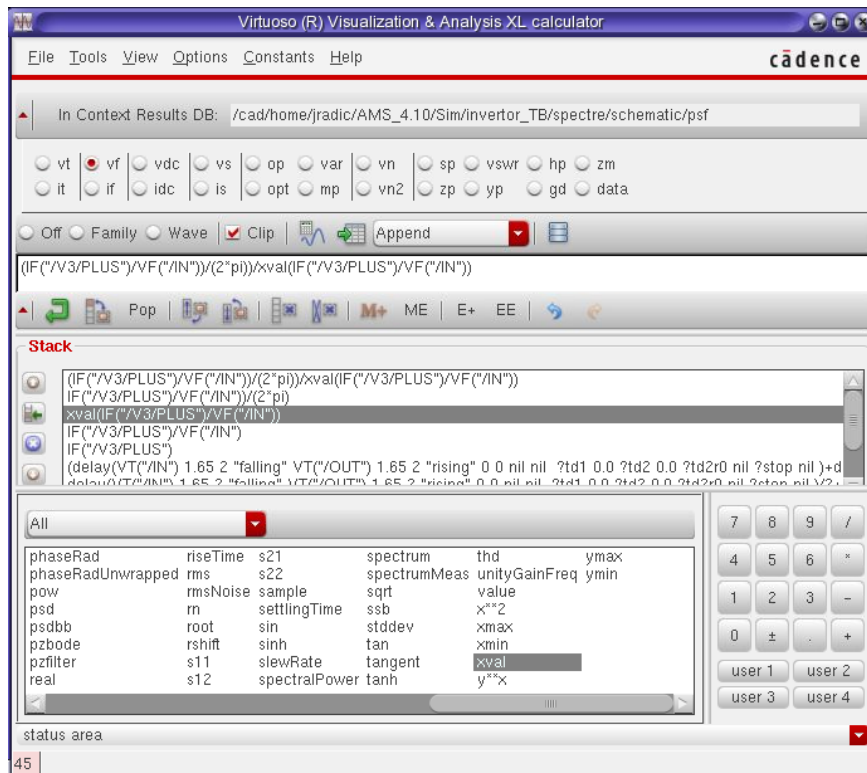 Virtuoso (R) Visualization & Analysis XL calculator
File Tools View Options Constants Help
cādence
In Context Results DB: /cad/home/jradic/AMS_4.10/Sim/invertor_TB/spectre/schematic/psf
vt vf vdc vs op var vn sp vswr hp zm
it if idc is opt mp vn2 zp yp gd data
Off Family Wave Clip Append
(IF("/V3/PLUS")/VF("/IN"))/(2*pi))/xval(IF("/V3/PLUS")/VF("/IN"))
Pop M+ ME E+ EE
Stack
(IF("/V3/PLUS")/VF("/IN"))/(2*pi))/xval(IF("/V3/PLUS")/VF("/IN"))
IF("/V3/PLUS")/VF("/IN"))/(2*pi)
xval(IF("/V3/PLUS")/VF("/IN"))
IF("/V3/PLUS")/VF("/IN")
IF("/V3/PLUS")
(delay(VT("/IN") 1.65 2 "falling" VT("/OUT") 1.65 2 "rising" 0 0 nil nil ?td1 0.0 ?td2 0.0 ?td2r0 nil ?stop nil )+d
All
7 8 9 /
phaseRad riseTime s21 spectrum thd ymax
4 5 6 *
phaseRadUnwrapped rms s22 spectrumMeas unityGainFreq ymin
pow rmsNoise sample sqrt value
1 2 3 -
psd rn settlingTime ssb x**2
psdbb root sin stddev xmax
0 ± . +
pzbode rshift sinh tan xmin
pzfilter s11 slewRate tangent xval
user 1 user 2
real s12 spectralPower tanh y**x
user 3 user 4
status area
45